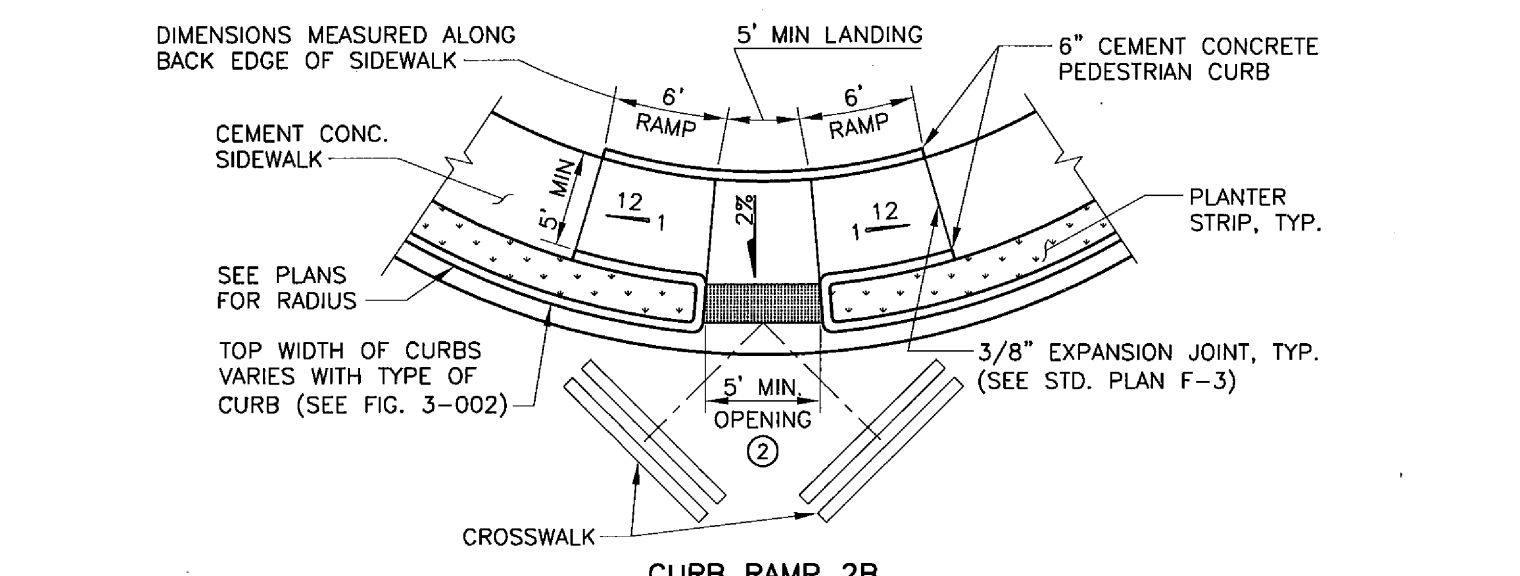 DIMENSIONS MEASURED ALONG
BACK EDGE OF SIDEWALK
5' MIN LANDING
6" CEMENT CONCRETE
PEDESTRIAN CURB
6'
RAMP
6'
RAMP
CEMENT CONC.
SIDEWALK
5' MIN
12
1
2%
12
1
PLANTER
STRIP, TYP.
SEE PLANS
FOR RADIUS
TOP WIDTH OF CURBS
VARIES WITH TYPE OF
CURB (SEE FIG. 3-002)
3/8" EXPANSION JOINT, TYP.
(SEE STD. PLAN F-3)
5' MIN.
OPENING
2
CROSSWALK
CURB RAMP 2B